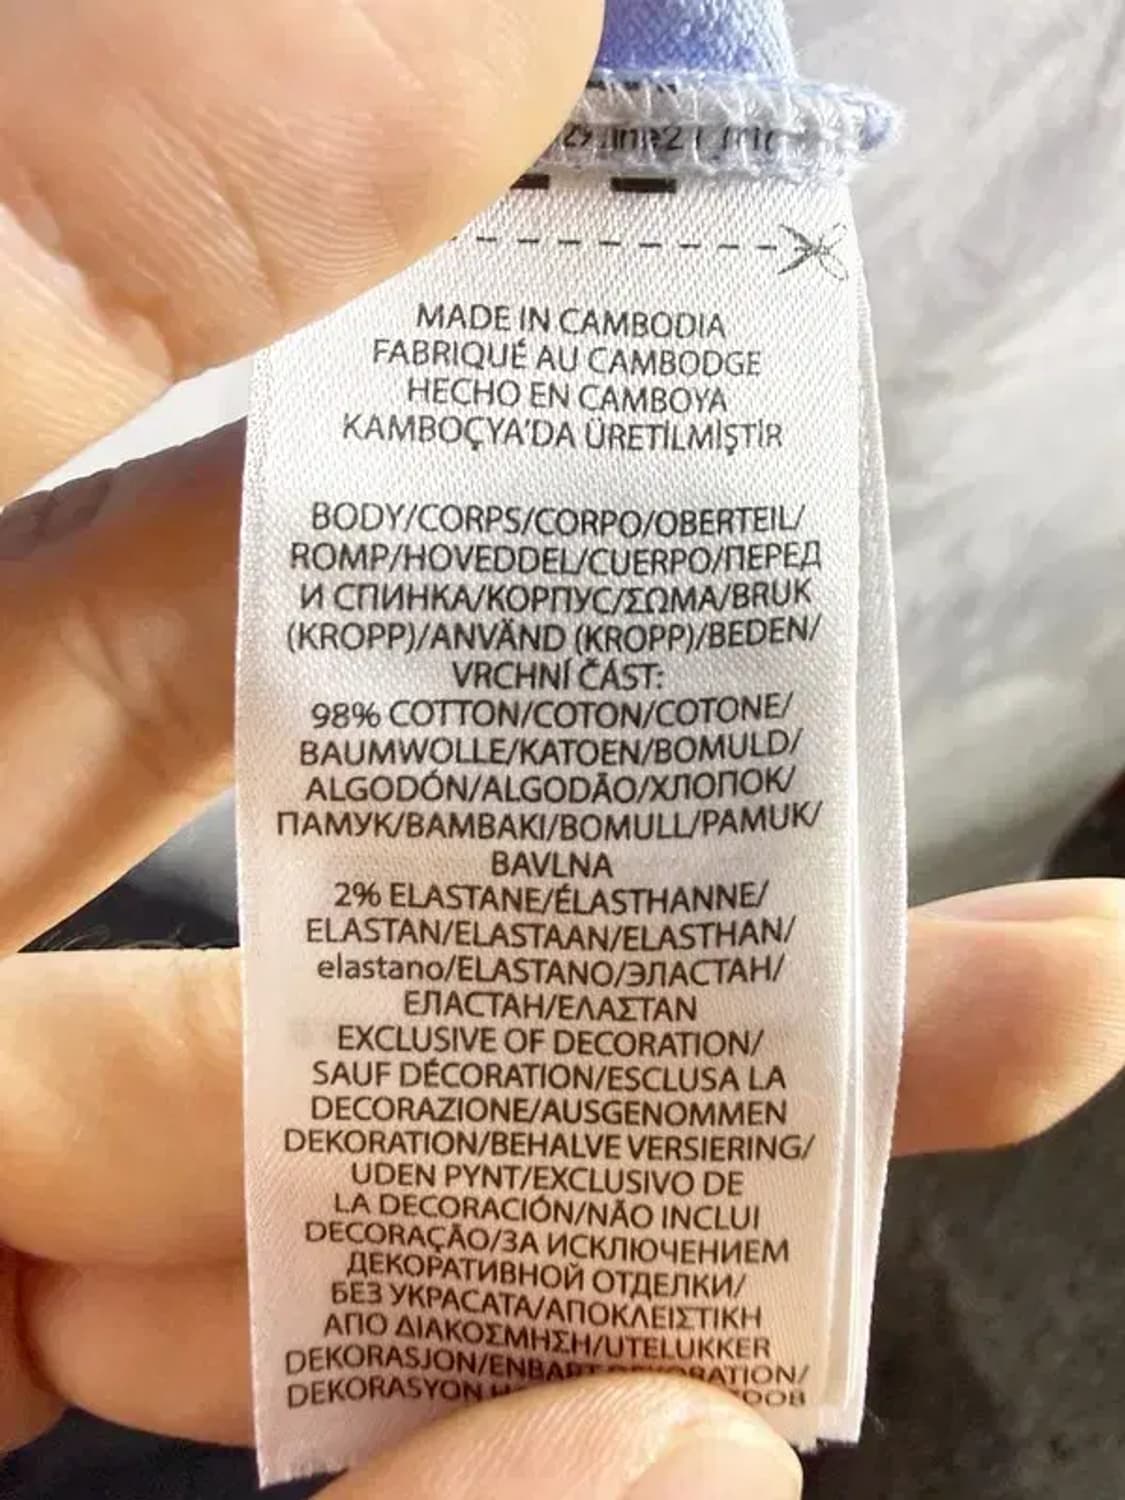 MADE IN CAMBODIA
FABRIQUÉ AU CAMBODGE
HECHO EN CAMBOYA
KAMBOÇYA'DA ÜRETİLMİŞTİR
BODY/CORPS/CORPO/OBERTEIL/
ROMP/HOVEDDEL/CUERPO/ПЕРЕД
И СПИНКА/КОРПУС/ΣΩΜΑ/BRUK
(KROPP)/ANVÄND (KROPP)/BEDEN/
VRCHNÍ ČÁST:
98% COTTON/COTON/COTONE/
BAUMWOLLE/KATOEN/BOMULD/
ALGODÓN/ALGODÃO/ХЛОПОК/
ПАМУК/BAMBAKI/BOMULL/PAMUK/
BAVLNA
2% ELASTANE/ÉLASTHANNE/
ELASTAN/ELASTAAN/ELASTHAN/
elastano/ELASTANO/ЭЛАСТАН/
ЕЛАСТАН/ΕΛΑΣΤΑΝ
EXCLUSIVE OF DECORATION/
SAUF DÉCORATION/ESCLUSA LA
DECORAZIONE/AUSGENOMMEN
DEKORATION/BEHALVE VERSIERING/
UDEN PYNT/EXCLUSIVO DE
LA DECORACIÓN/NÃO INCLUI
DECORAÇÃO/ЗА ИСКЛЮЧЕНИЕМ
ДЕКОРАТИВНОЙ ОТДЕЛКИ/
БЕЗ УКРАСАТА/ΑΠΟΚΛΕΙΣΤΙΚΗ
ΑΠΟ ΔΙΑΚΟΣΜΗΣΗ/UTELUKKER
DEKORASJON/ENBART DEKORATION/
DEKORASYON